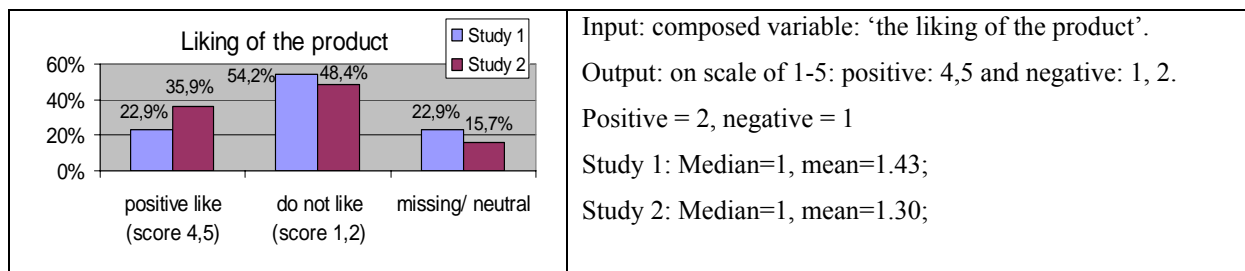 Liking of the product
Study 1
Study 2
60%
40%
20%
0%
22,9%
35,9%
54,2%
48,4%
22,9%
15,7%
positive like
(score 4,5)
do not like
(score 1,2)
missing/ neutral
Input: composed variable: ‘the liking of the product’.
Output: on scale of 1-5: positive: 4,5 and negative: 1, 2.
Positive = 2, negative = 1
Study 1: Median=1, mean=1.43;
Study 2: Median=1, mean=1.30;